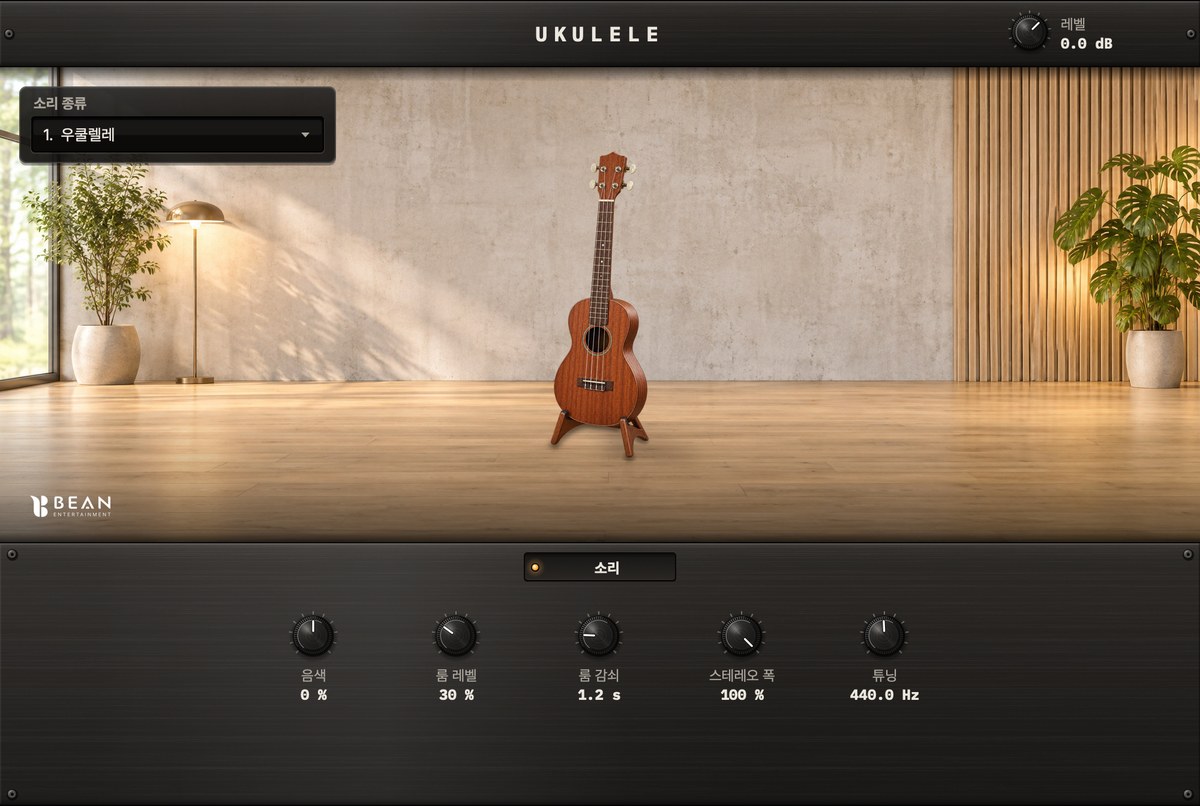 UKULELE
레벨
0.0 dB
소리 종류
1. 우쿨렐레
BEAN
ENTERTAINMENT
소리
음색
0 %
룸 레벨
30 %
룸 감쇠
1.2 s
스테레오 폭
100 %
튜닝
440.0 Hz